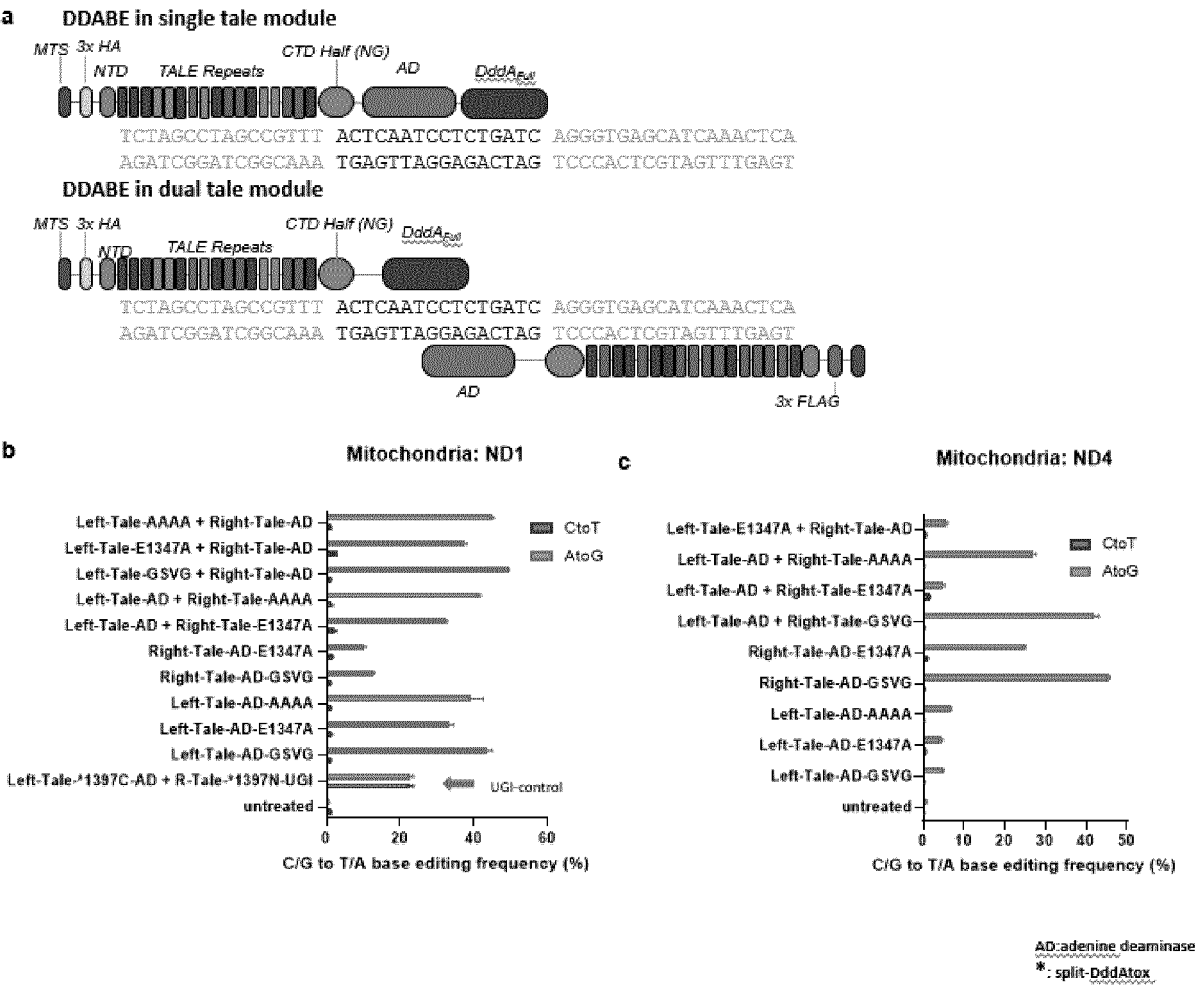 a
DDABE in single tale module
MTS 3x HA
NTD TALE Repeats CTD Half (NG) AD DddAFull
TCTAGCCTAGCCGTTT ACTCAATCCTCTGATC AGGGTGAGCATCAAACTCA
AGATCGGATCGGCAAA TGAGTTAGGAGACTAG TCCCACTCGTAGTTTGAGT
DDABE in dual tale module
MTS 3x HA
NTD TALE Repeats CTD Half (NG) DddAFull
TCTAGCCTAGCCGTTT ACTCAATCCTCTGATC AGGGTGAGCATCAAACTCA
AGATCGGATCGGCAAA TGAGTTAGGAGACTAG TCCCACTCGTAGTTTGAGT
AD
3x FLAG
b
Mitochondria: ND1
Left-Tale-AAAA + Right-Tale-AD
Left-Tale-E1347A + Right-Tale-AD
Left-Tale-GSVG + Right-Tale-AD
Left-Tale-AD + Right-Tale-AAAA
Left-Tale-AD + Right-Tale-E1347A
Right-Tale-AD-E1347A
Right-Tale-AD-GSVG
Left-Tale-AD-AAAA
Left-Tale-AD-E1347A
Left-Tale-AD-GSVG
Left-Tale-*1397C-AD + R-Tale-*1397N-UGI
untreated
CtoT
AtoG
UGI-control
0 20 40 60
C/G to T/A base editing frequency (%)
c
Mitochondria: ND4
Left-Tale-E1347A + Right-Tale-AD
Left-Tale-AD + Right-Tale-AAAA
Left-Tale-AD + Right-Tale-E1347A
Left-Tale-AD + Right-Tale-GSVG
Right-Tale-AD-E1347A
Right-Tale-AD-GSVG
Left-Tale-AD-AAAA
Left-Tale-AD-E1347A
Left-Tale-AD-GSVG
untreated
CtoT
AtoG
0 10 20 30 40 50
C/G to T/A base editing frequency (%)
AD:adenine deaminase
*: split-DddAtox